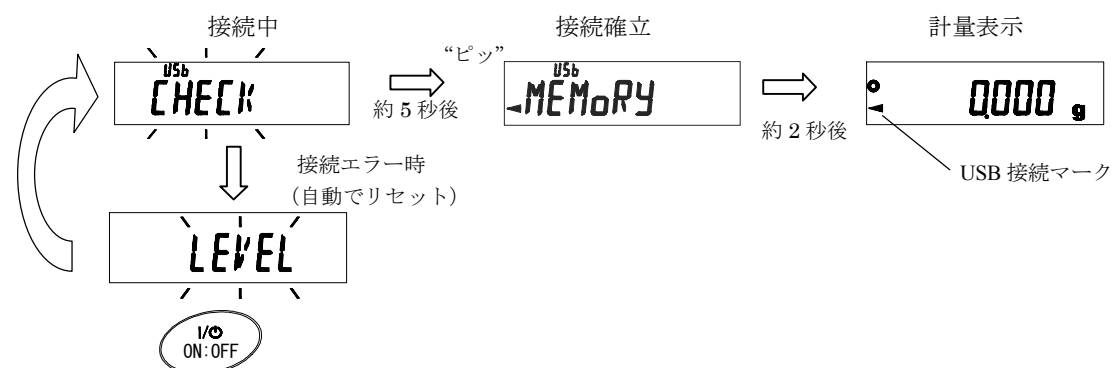 接続中
USb
CHECK
約 5 秒後
“ピッ”
接続確立
USb
MEMoRY
約 2 秒後
計量表示
0.000 g
USB 接続マーク
接続エラー時
(自動でリセット)
LEVEL
I/⏻
ON:OFF